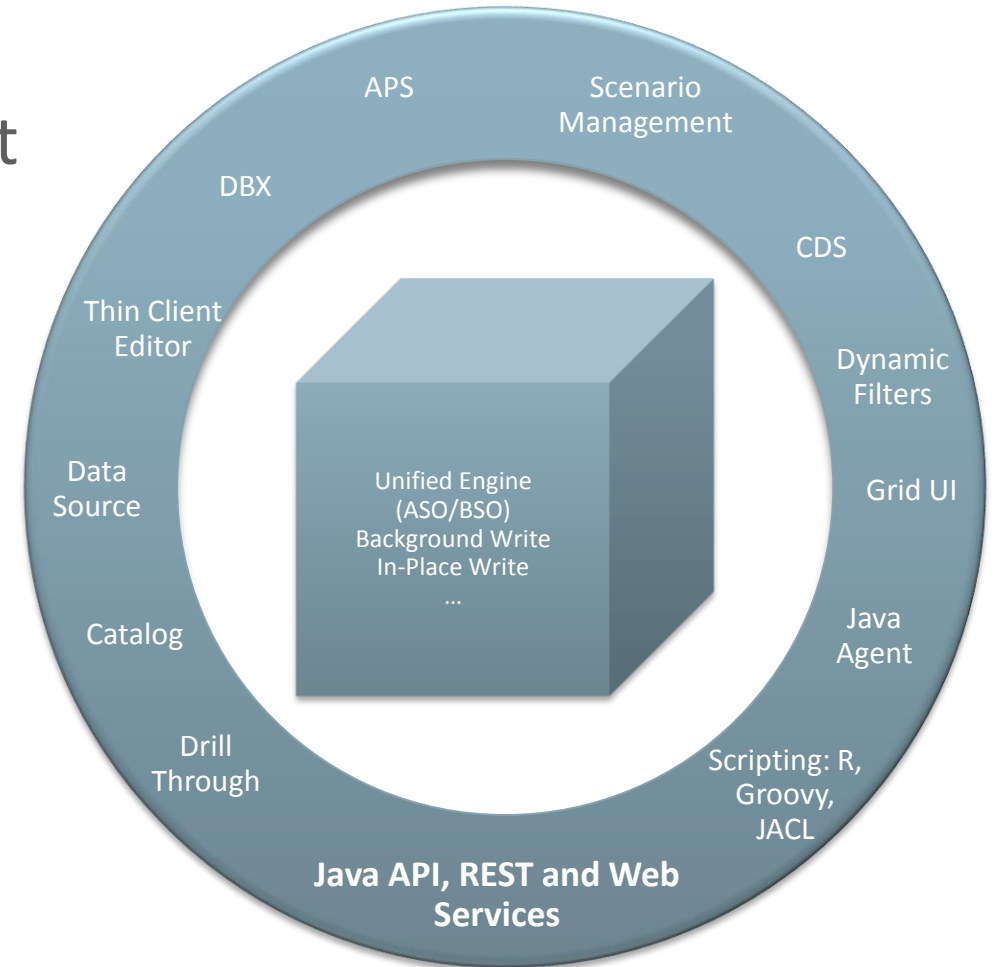 t
APS
Scenario
Management
DBX
CDS
Thin Client
Editor
Dynamic
Filters
Data
Source
Unified Engine
(ASO/BSO)
Background Write
In-Place Write
...
Grid UI
Catalog
Java
Agent
Drill
Through
Scripting: R,
Groovy,
JACL
Java API, REST and Web
Services